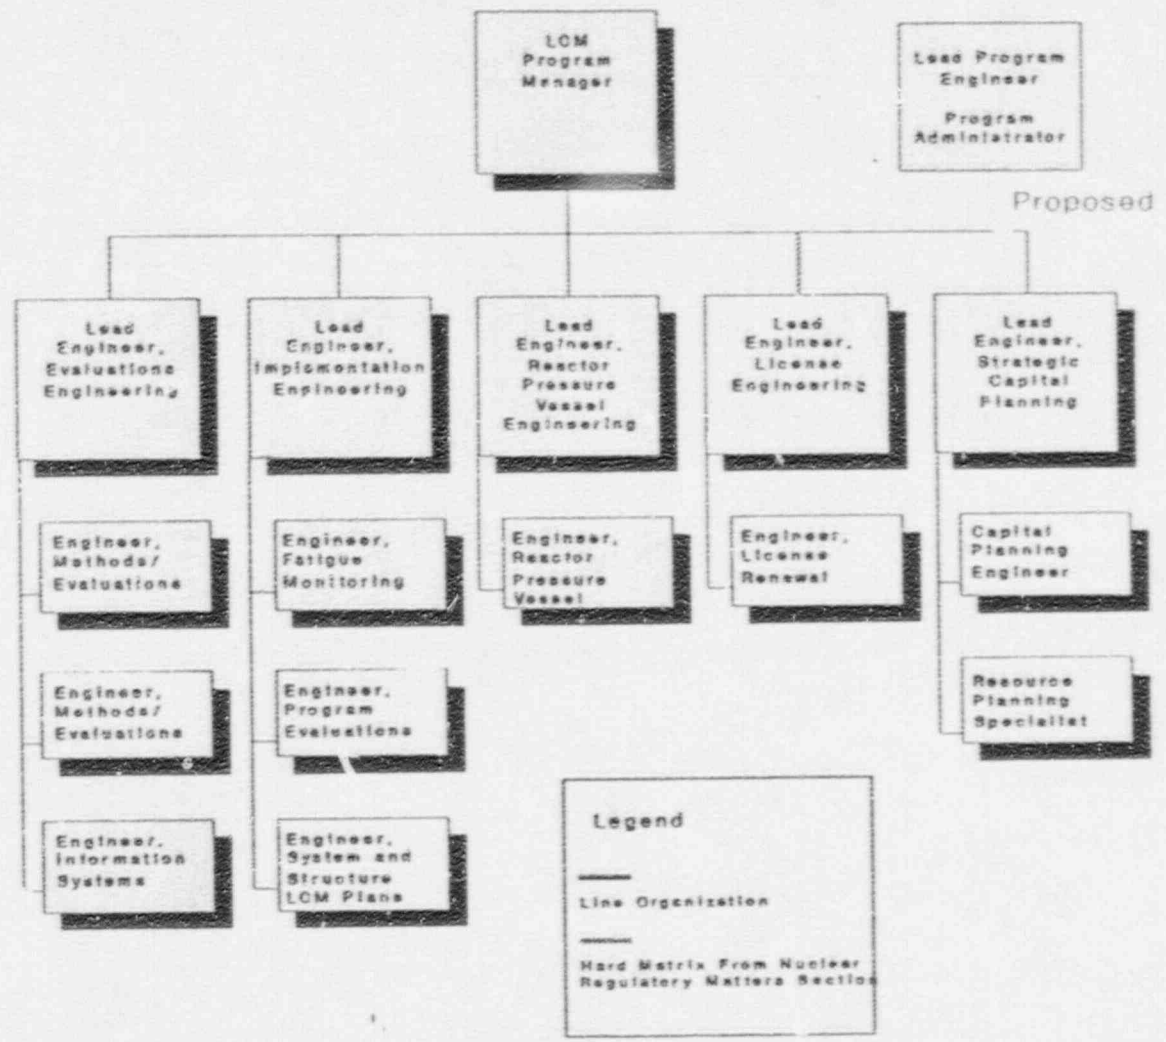 LCM
Program
Manager
Lead Program
Engineer
Program
Administrator
Proposed
Lead
Engineer,
Evaluations
Engineering
Lead
Engineer,
Implementation
Engineering
Lead
Engineer,
Reactor
Pressure
Vessel
Engineering
Lead
Engineer,
License
Engineering
Lead
Engineer,
Strategic
Capital
Planning
Engineer,
Methods/
Evaluations
Engineer,
Fatigue
Monitoring
Engineer,
Reactor
Pressure
Vessel
Engineer,
License
Renewal
Capital
Planning
Engineer
Engineer,
Methods/
Evaluations
Engineer,
Program
Evaluations
Resource
Planning
Specialist
Engineer,
Information
Systems
Engineer,
System and
Structure
LCM Plans
Legend
Line Organization
Hard Matrix From Nuclear
Regulatory Matters Section